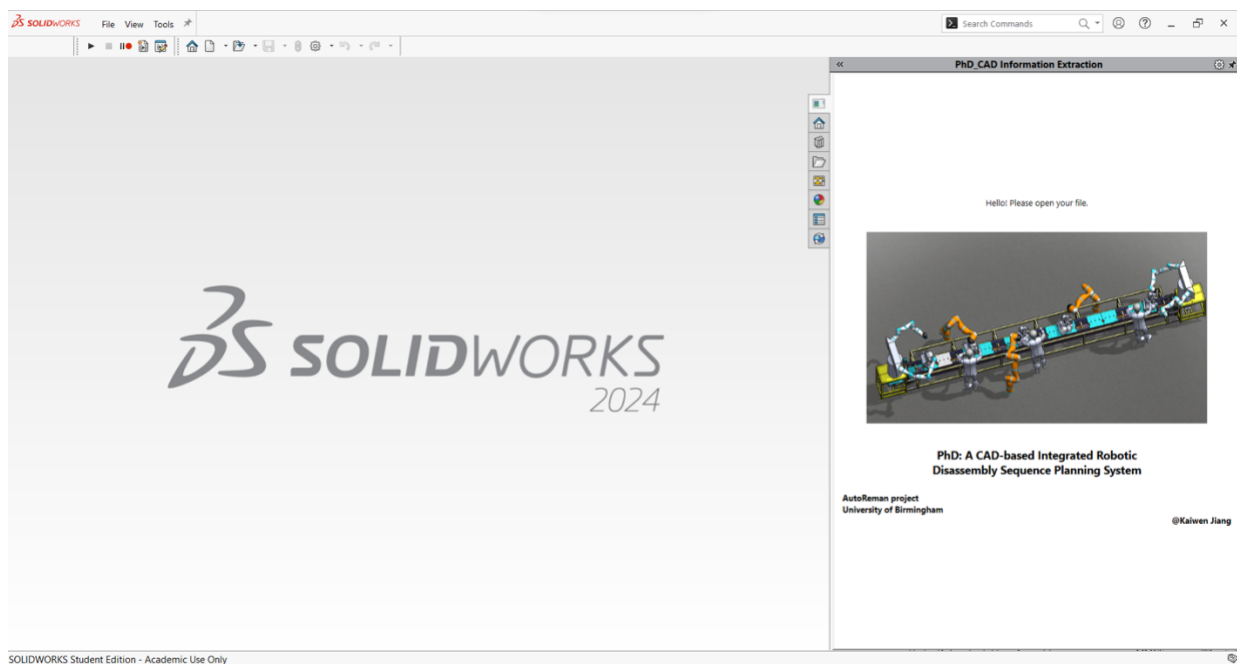 SOLIDWORKS File View Tools Search Commands
PhD_CAD Information Extraction
Hello! Please open your file.
SOLIDWORKS
2024
PhD: A CAD-based Integrated Robotic
Disassembly Sequence Planning System
AutoReman project
University of Birmingham
@Kaiwen Jiang
SOLIDWORKS Student Edition - Academic Use Only